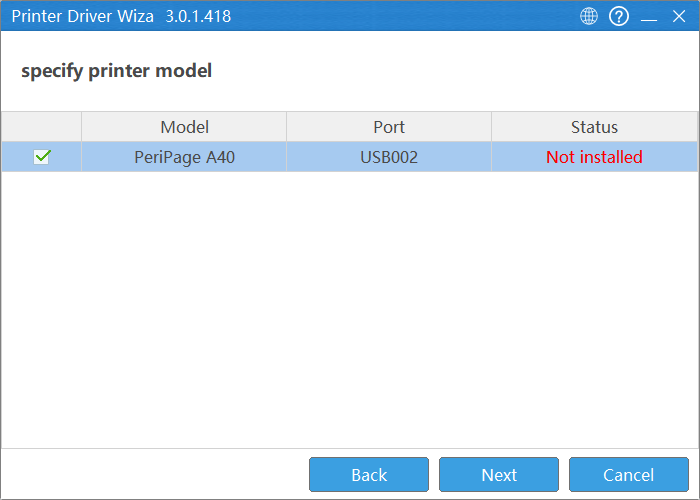 Printer Driver Wiza 3.0.1.418
specify printer model
Model Port Status
PeriPage A40 USB002 Not installed
Back Next Cancel